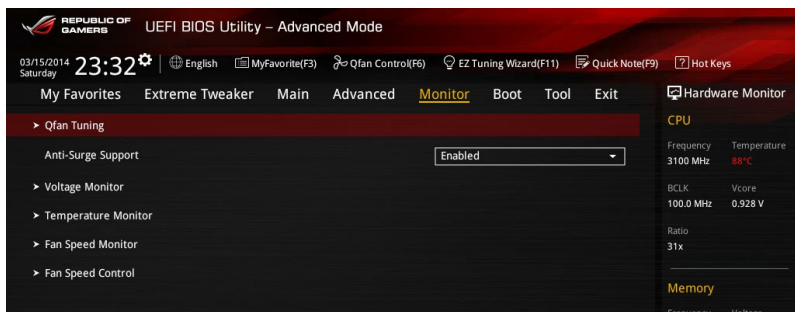 REPUBLIC OF GAMERS
UEFI BIOS Utility – Advanced Mode
03/15/2014
Saturday
23:32
English
MyFavorite(F3)
Qfan Control(F6)
EZ Tuning Wizard(F11)
Quick Note(F9)
? Hot Keys
My Favorites
Extreme Tweaker
Main
Advanced
Monitor
Boot
Tool
Exit
Hardware Monitor
> Qfan Tuning
Anti-Surge Support
Enabled
> Voltage Monitor
> Temperature Monitor
> Fan Speed Monitor
> Fan Speed Control
CPU
Frequency Temperature
3100 MHz 88°C
BCLK Vcore
100.0 MHz 0.928 V
Ratio
31x
Memory